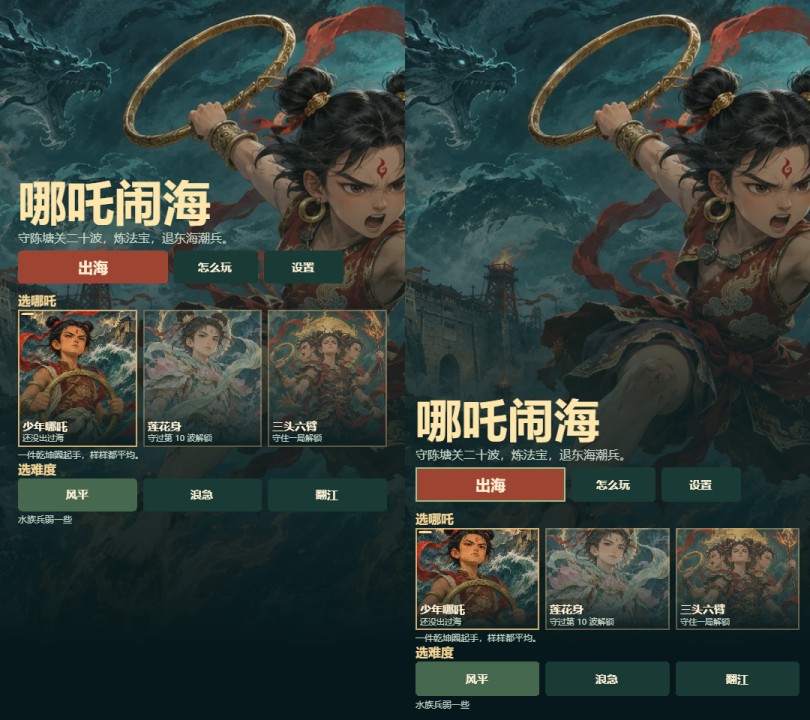 哪吒闹海
守陈塘关二十波，炼法宝，退东海潮兵。
出海 怎么玩 设置
选哪吒
少年哪吒 莲花身 三头六臂
还没出过海 守过第 10 波解锁 守住一局解锁
一件乾坤圈起手，样样都平均。
选难度
风平 浪急 翻江
水族兵弱一些
哪吒闹海
守陈塘关二十波，炼法宝，退东海潮兵。
出海 怎么玩 设置
选哪吒
少年哪吒 莲花身 三头六臂
还没出过海 守过第 10 波解锁 守住一局解锁
一件乾坤圈起手，样样都平均。
选难度
风平 浪急 翻江
水族兵弱一些